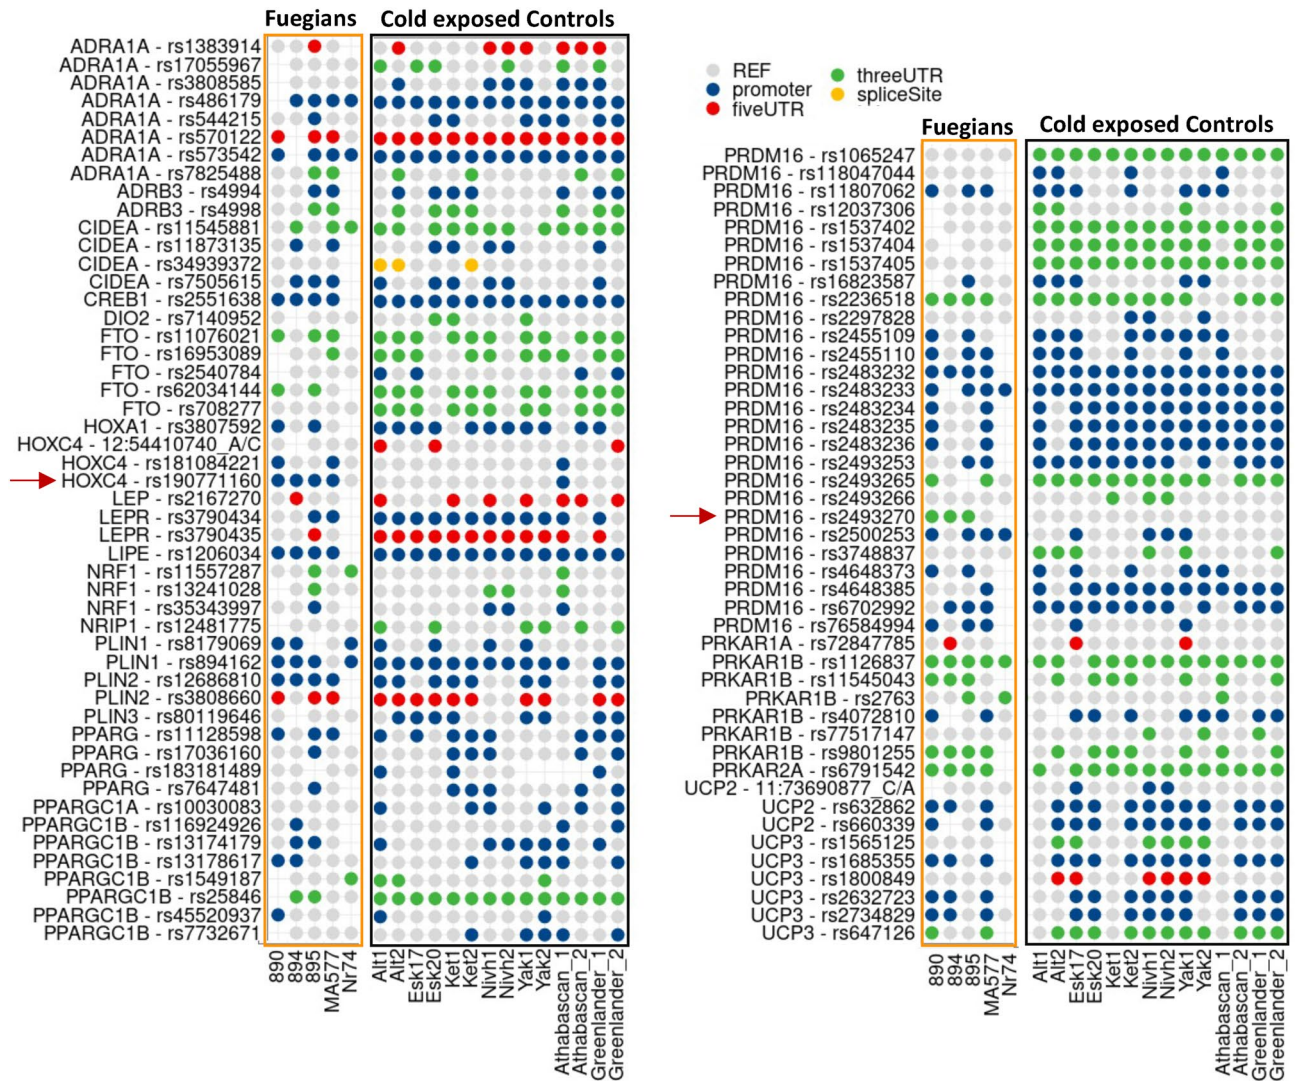 Fuegians
Cold exposed Controls
ADRA1A - rs1383914
ADRA1A - rs17055967
ADRA1A - rs3808585
ADRA1A - rs486179
ADRA1A - rs544215
ADRA1A - rs570122
ADRA1A - rs573542
ADRA1A - rs7825488
ADRB3 - rs4994
ADRB3 - rs4998
CIDEA - rs11545881
CIDEA - rs11873135
CIDEA - rs34939372
CIDEA - rs7505615
CREB1 - rs2551638
DIO2 - rs7140952
FTO - rs11076021
FTO - rs16953089
FTO - rs2540784
FTO - rs62034144
FTO - rs708277
HOXA1 - rs3807592
HOXC4 - 12:54410740_A/C
HOXC4 - rs181084221
HOXC4 - rs190771160
LEP - rs2167270
LEPR - rs3790434
LEPR - rs3790435
LIPE - rs1206034
NRF1 - rs11557287
NRF1 - rs13241028
NRF1 - rs35343997
NRIP1 - rs12481775
PLIN1 - rs8179069
PLIN1 - rs894162
PLIN2 - rs12686810
PLIN2 - rs3808660
PLIN3 - rs80119646
PPARG - rs11128598
PPARG - rs17036160
PPARG - rs183181489
PPARG - rs7647481
PPARGC1A - rs10030083
PPARGC1B - rs116924926
PPARGC1B - rs13174179
PPARGC1B - rs13178617
PPARGC1B - rs1549187
PPARGC1B - rs25846
PPARGC1B - rs45520937
PPARGC1B - rs7732671
890
894
895
MA577
Nr74
Alt1
Alt2
Esk17
Esk20
Ket1
Ket2
Nivh1
Nivh2
Yak1
Yak2
Athabascan_1
Athabascan_2
Greenlander_1
Greenlander_2
REF
promoter
fiveUTR
threeUTR
spliceSite
Fuegians
Cold exposed Controls
PRDM16 - rs1065247
PRDM16 - rs118047044
PRDM16 - rs11807062
PRDM16 - rs12037306
PRDM16 - rs1537402
PRDM16 - rs1537404
PRDM16 - rs1537405
PRDM16 - rs16823587
PRDM16 - rs2236518
PRDM16 - rs2297828
PRDM16 - rs2455109
PRDM16 - rs2455110
PRDM16 - rs2483232
PRDM16 - rs2483233
PRDM16 - rs2483234
PRDM16 - rs2483235
PRDM16 - rs2483236
PRDM16 - rs2493253
PRDM16 - rs2493265
PRDM16 - rs2493266
PRDM16 - rs2493270
PRDM16 - rs2500253
PRDM16 - rs3748837
PRDM16 - rs4648373
PRDM16 - rs4648385
PRDM16 - rs6702992
PRDM16 - rs76584994
PRKAR1A - rs72847785
PRKAR1B - rs1126837
PRKAR1B - rs11545043
PRKAR1B - rs2763
PRKAR1B - rs4072810
PRKAR1B - rs77517147
PRKAR1B - rs9801255
PRKAR2A - rs6791542
UCP2 - 11:73690877_C/A
UCP2 - rs632862
UCP2 - rs660339
UCP3 - rs1565125
UCP3 - rs1685355
UCP3 - rs1800849
UCP3 - rs2632723
UCP3 - rs2734829
UCP3 - rs647126
890
894
895
MA577
Nr74
Alt1
Alt2
Esk17
Esk20
Ket1
Ket2
Nivh1
Nivh2
Yak1
Yak2
Athabascan_1
Athabascan_2
Greenlander_1
Greenlander_2